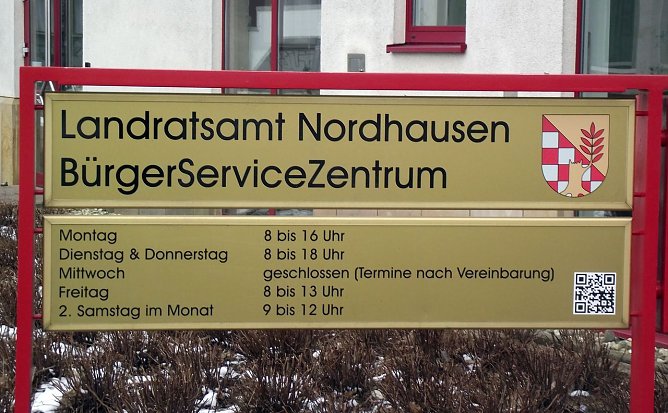 Landratsamt Nordhausen
BürgerServiceZentrum
Montag 8 bis 16 Uhr
Dienstag & Donnerstag 8 bis 18 Uhr
Mittwoch geschlossen (Termine nach Vereinbarung)
Freitag 8 bis 13 Uhr
2. Samstag im Monat 9 bis 12 Uhr